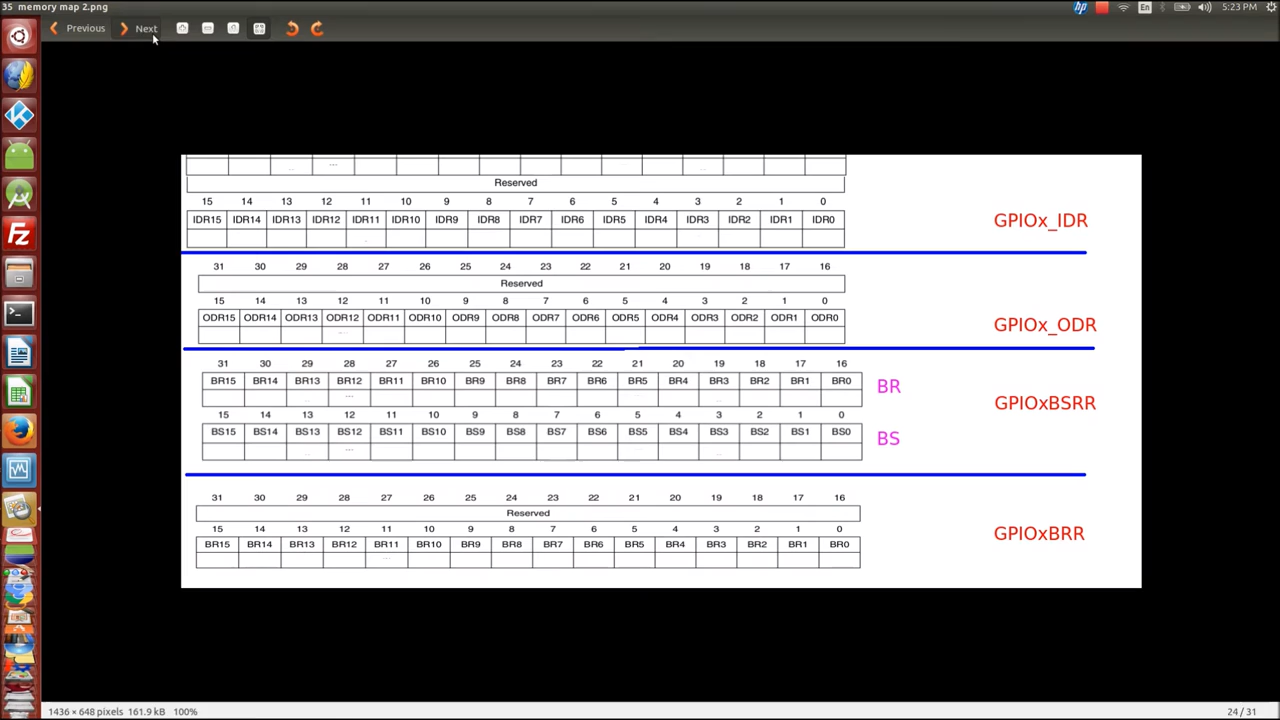 35 memory map 2.png
En
5:23 PM
Previous
Next
Reserved
15 14 13 12 11 10 9 8 7 6 5 4 3 2 1 0
IDR15 IDR14 IDR13 IDR12 IDR11 IDR10 IDR9 IDR8 IDR7 IDR6 IDR5 IDR4 IDR3 IDR2 IDR1 IDR0
GPIOx_IDR
31 30 29 28 27 26 25 24 23 22 21 20 19 18 17 16
Reserved
15 14 13 12 11 10 9 8 7 6 5 4 3 2 1 0
ODR15 ODR14 ODR13 ODR12 ODR11 ODR10 ODR9 ODR8 ODR7 ODR6 ODR5 ODR4 ODR3 ODR2 ODR1 ODR0
GPIOx_ODR
31 30 29 28 27 26 25 24 23 22 21 20 19 18 17 16
BR15 BR14 BR13 BR12 BR11 BR10 BR9 BR8 BR7 BR6 BR5 BR4 BR3 BR2 BR1 BR0
BR
GPIOxBSRR
15 14 13 12 11 10 9 8 7 6 5 4 3 2 1 0
BS15 BS14 BS13 BS12 BS11 BS10 BS9 BS8 BS7 BS6 BS5 BS4 BS3 BS2 BS1 BS0
BS
31 30 29 28 27 26 25 24 23 22 21 20 19 18 17 16
Reserved
15 14 13 12 11 10 9 8 7 6 5 4 3 2 1 0
BR15 BR14 BR13 BR12 BR11 BR10 BR9 BR8 BR7 BR6 BR5 BR4 BR3 BR2 BR1 BR0
GPIOxBRR
1436 × 648 pixels 161.9 kB 100%
24 / 31